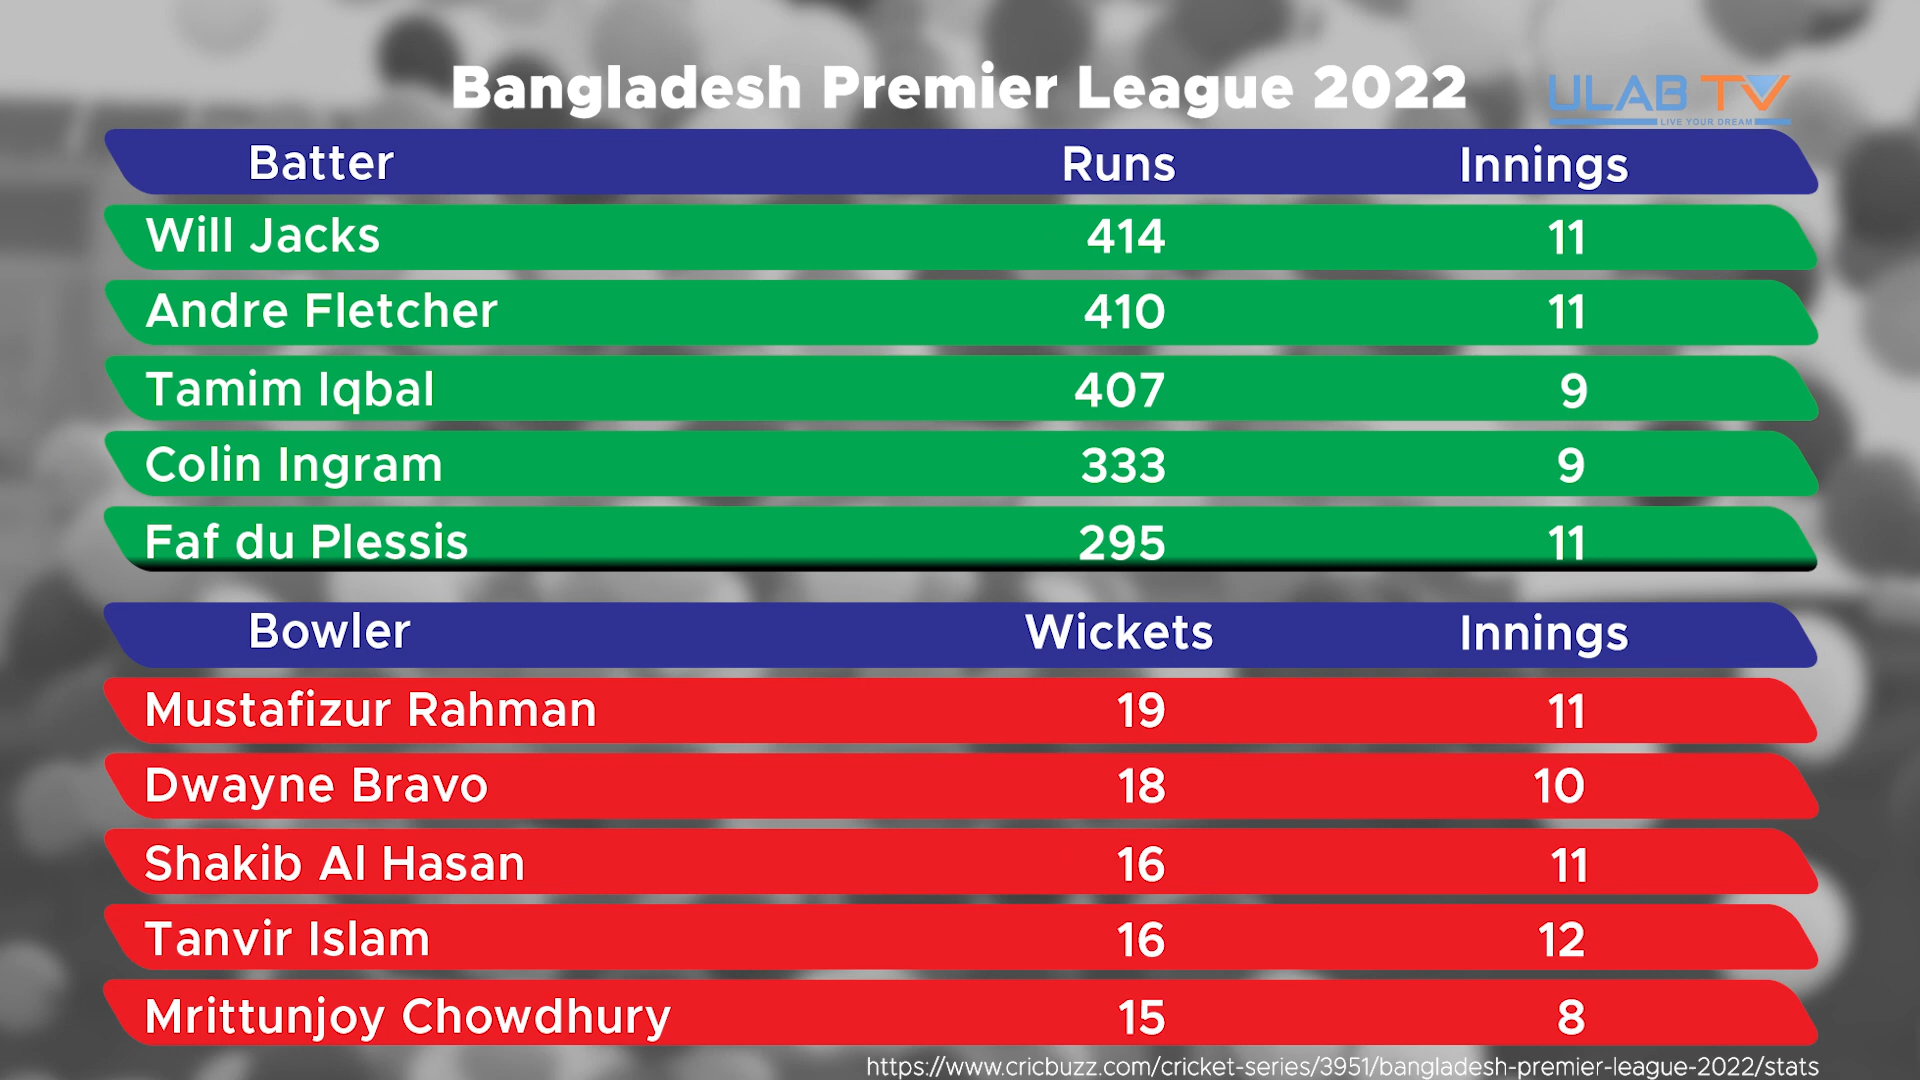 Bangladesh Premier League 2022
ULAB TV
LIVE YOUR DREAM
Batter Runs Innings
Will Jacks 414 11
Andre Fletcher 410 11
Tamim Iqbal 407 9
Colin Ingram 333 9
Faf du Plessis 295 11
Bowler Wickets Innings
Mustafizur Rahman 19 11
Dwayne Bravo 18 10
Shakib Al Hasan 16 11
Tanvir Islam 16 12
Mrittunjoy Chowdhury 15 8
https://www.cricbuzz.com/cricket-series/3951/bangladesh-premier-league-2022/stats